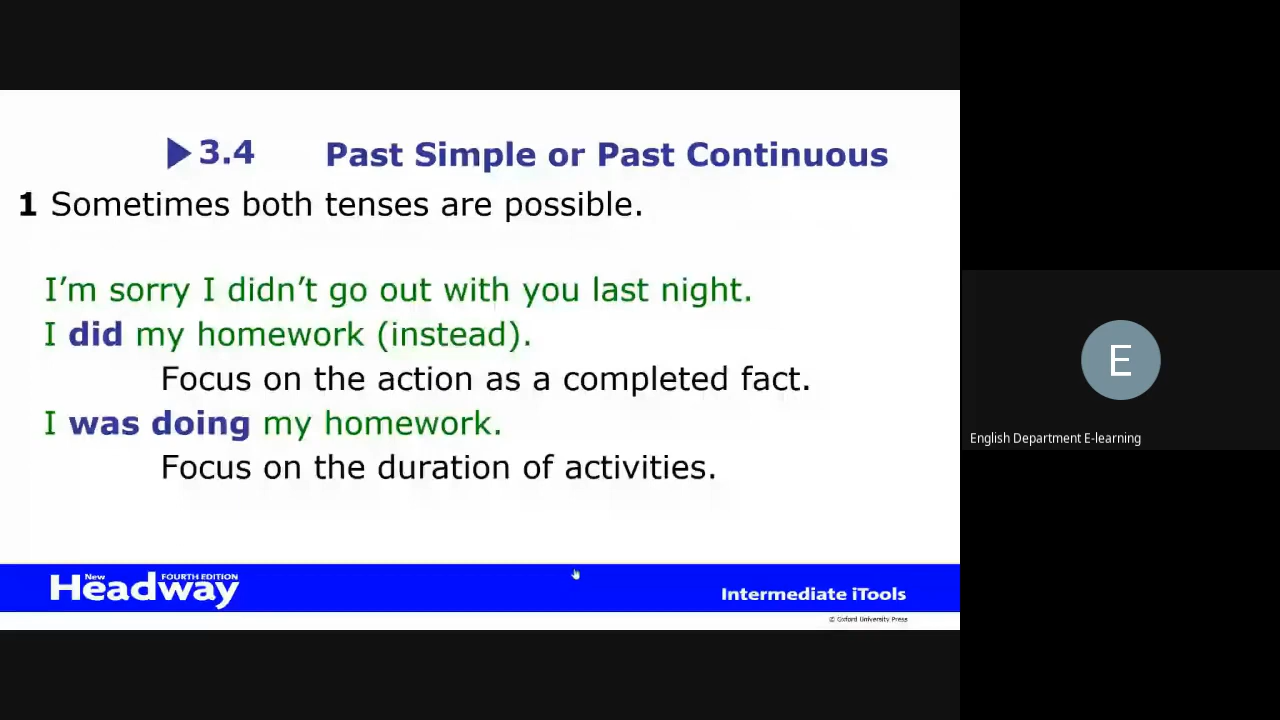 3.4 Past Simple or Past Continuous
1 Sometimes both tenses are possible.
I'm sorry I didn't go out with you last night.
I did my homework (instead).
Focus on the action as a completed fact.
I was doing my homework.
Focus on the duration of activities.
New Headway FOURTH EDITION
Intermediate iTools
© Oxford University Press
E
English Department E-learning